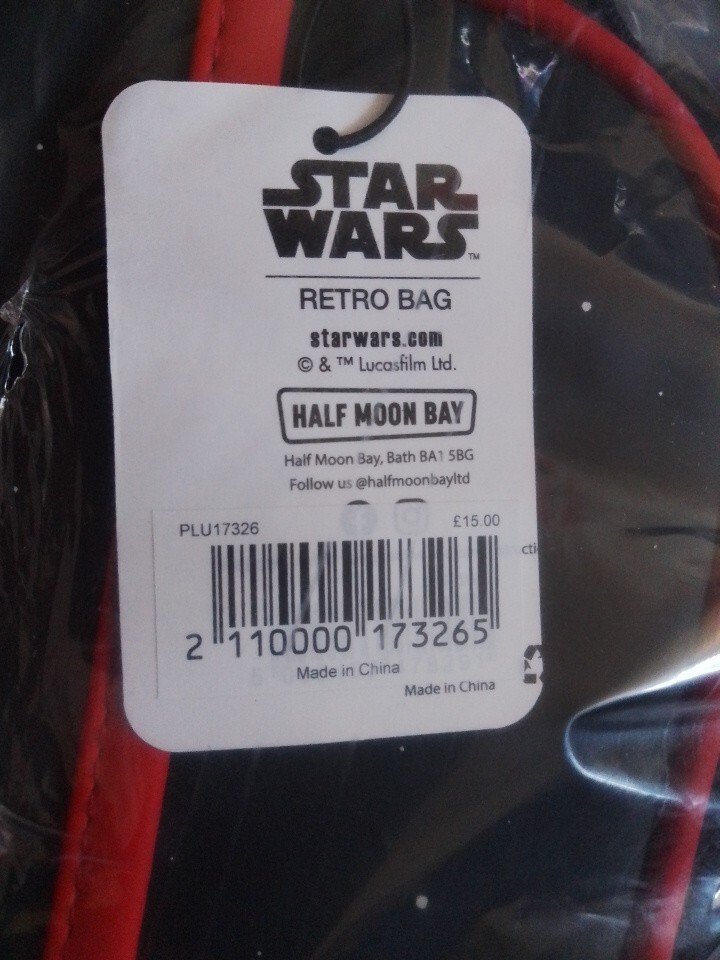 STAR
WARS™
RETRO BAG
starwars.com
© & ™ Lucasfilm Ltd.
HALF MOON BAY
Half Moon Bay, Bath BA1 5BG
Follow us @halfmoonbayltd
PLU17326 £15.00
2 110000 173265
Made in China
Made in China